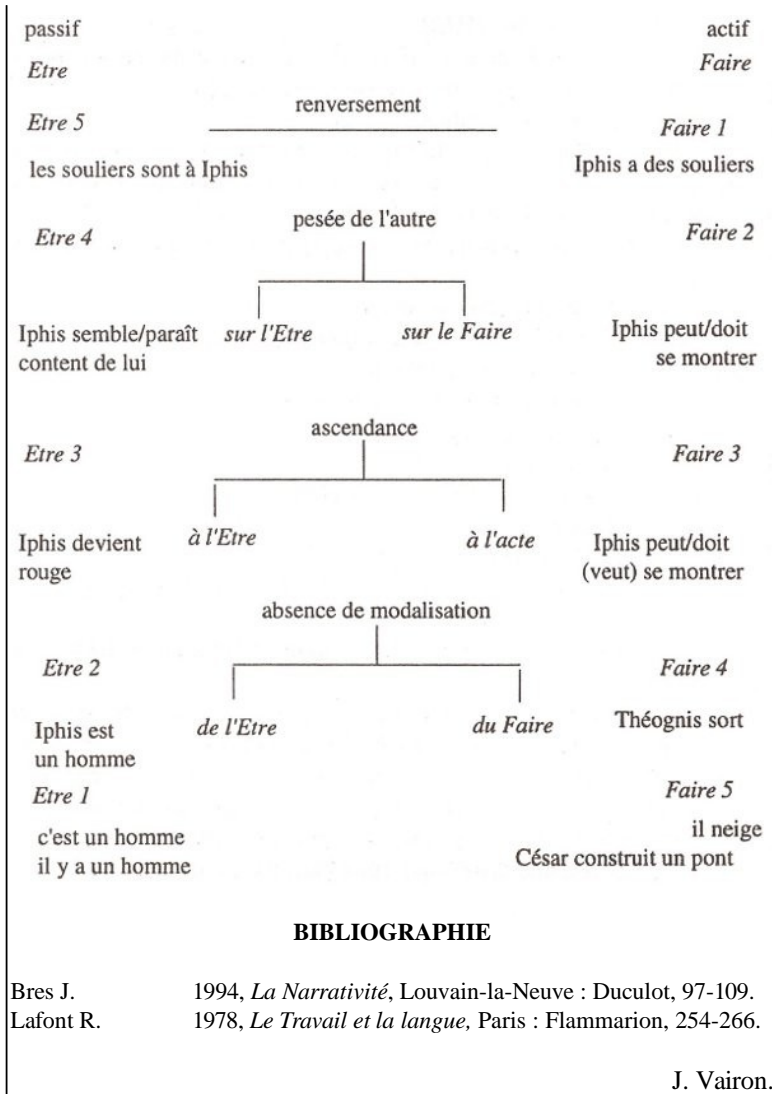 passif actif
Etre Faire
renversement
Etre 5 Faire 1
les souliers sont à Iphis Iphis a des souliers
pesée de l'autre
Etre 4 Faire 2
Iphis semble/paraît sur l'Etre sur le Faire Iphis peut/doit
content de lui se montrer
ascendance
Etre 3 Faire 3
Iphis devient à l'Etre à l'acte Iphis peut/doit
rouge (veut) se montrer
absence de modalisation
Etre 2 Faire 4
Iphis est de l'Etre du Faire Théognis sort
un homme
Etre 1 Faire 5
c'est un homme il neige
il y a un homme César construit un pont
BIBLIOGRAPHIE
Bres J. 1994, La Narrativité, Louvain-la-Neuve : Duculot, 97-109.
Lafont R. 1978, Le Travail et la langue, Paris : Flammarion, 254-266.
J. Vairon.